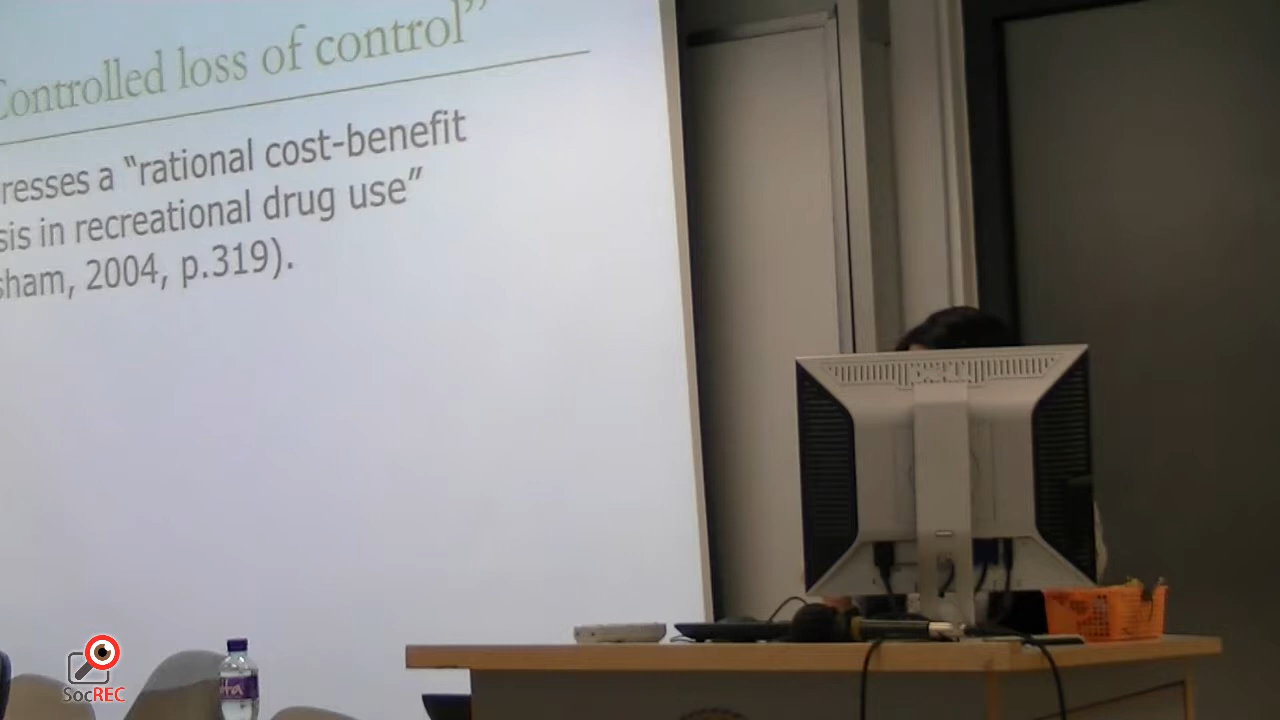 Controlled loss of control”
resses a “rational cost-benefit
sis in recreational drug use”
sham, 2004, p.319).
SocREC